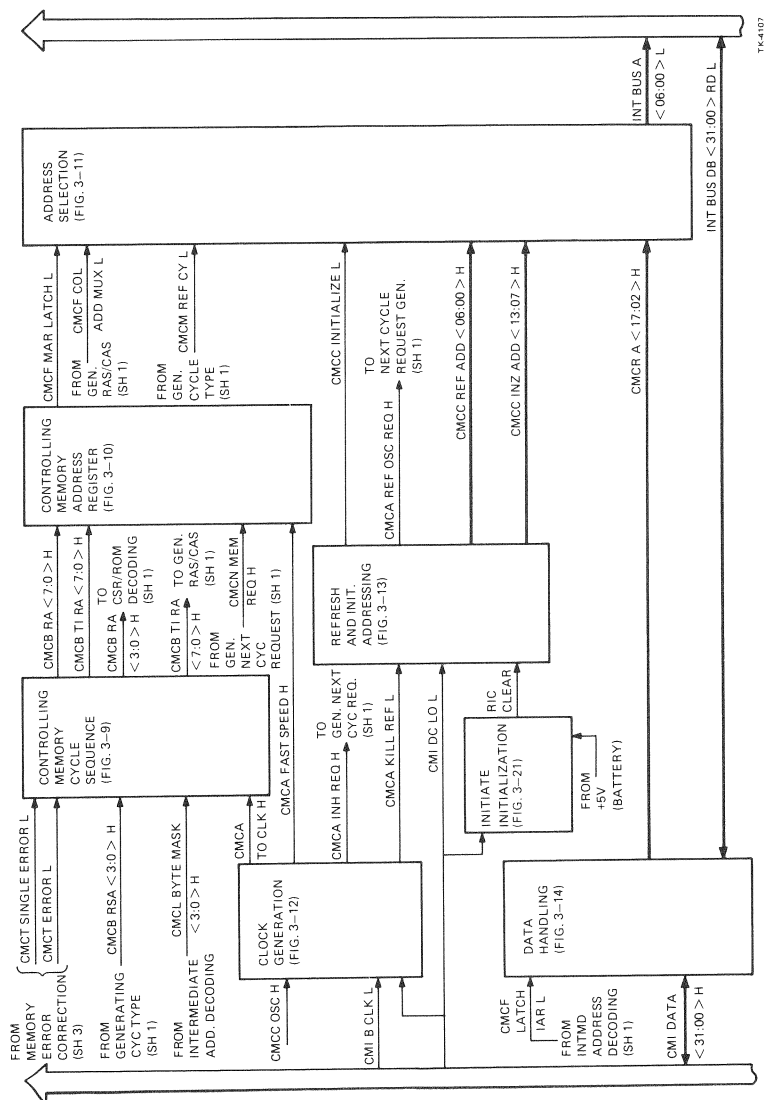 FROM
MEMORY
ERROR
CORRECTION
(SH 3)
CMCT SINGLE ERROR L
CMCT ERROR L
FROM
GENERATING
CYC TYPE
(SH 1)
CMCB RSA <3:0> H
FROM
INTERMEDIATE
ADD. DECODING
CMCL BYTE MASK
<3:0> H
CMCA
TO CLK H
CONTROLLING
MEMORY
CYCLE
SEQUENCE
(FIG. 3–9)
CMCB RA <7:0> H
CMCB TI RA <7:0> H
CMCB RA
<3:0> H
TO
CSR/ROM
DECODING
(SH 1)
CMCB TI RA
<7:0> H
TO GEN.
RAS/CAS
(SH 1)
FROM
GEN.
NEXT
CYC
REQUEST (SH 1)
CMCN MEM
REQ H
CMCA FAST SPEED H
CONTROLLING
MEMORY
ADDRESS
REGISTER
(FIG. 3–10)
CMCF MAR LATCH L
FROM
GEN.
RAS/CAS
(SH 1)
CMCF COL
ADD MUX L
FROM
GEN.
CYCLE
TYPE
(SH 1)
CMCM REF CY L
ADDRESS
SELECTION
(FIG. 3–11)
CMCC OSC H
CMI B CLK L
CLOCK
GENERATION
(FIG. 3–12)
CMCA INH REQ H
TO
GEN. NEXT
CYC REQ.
(SH 1)
CMCA KILL REF L
CMI DC LO L
REFRESH
AND INIT.
ADDRESSING
(FIG. 3–13)
CMCC INITIALIZE L
CMCA REF OSC REQ H
TO
NEXT CYCLE
REQUEST GEN.
(SH 1)
CMCC REF ADD <06:00> H
CMCC INZ ADD <13:07> H
INITIATE
INITIALIZATION
(FIG. 3–21)
RIC
CLEAR
FROM
+5V
(BATTERY)
CMCF
LATCH
IAR L
FROM
INTMD
ADDRESS
DECODING
(SH 1)
CMI DATA
<31:00> H
DATA
HANDLING
(FIG. 3–14)
CMCR A <17:02> H
INT BUS A
<06:00> L
INT BUS DB <31:00> RD L
TK-4107